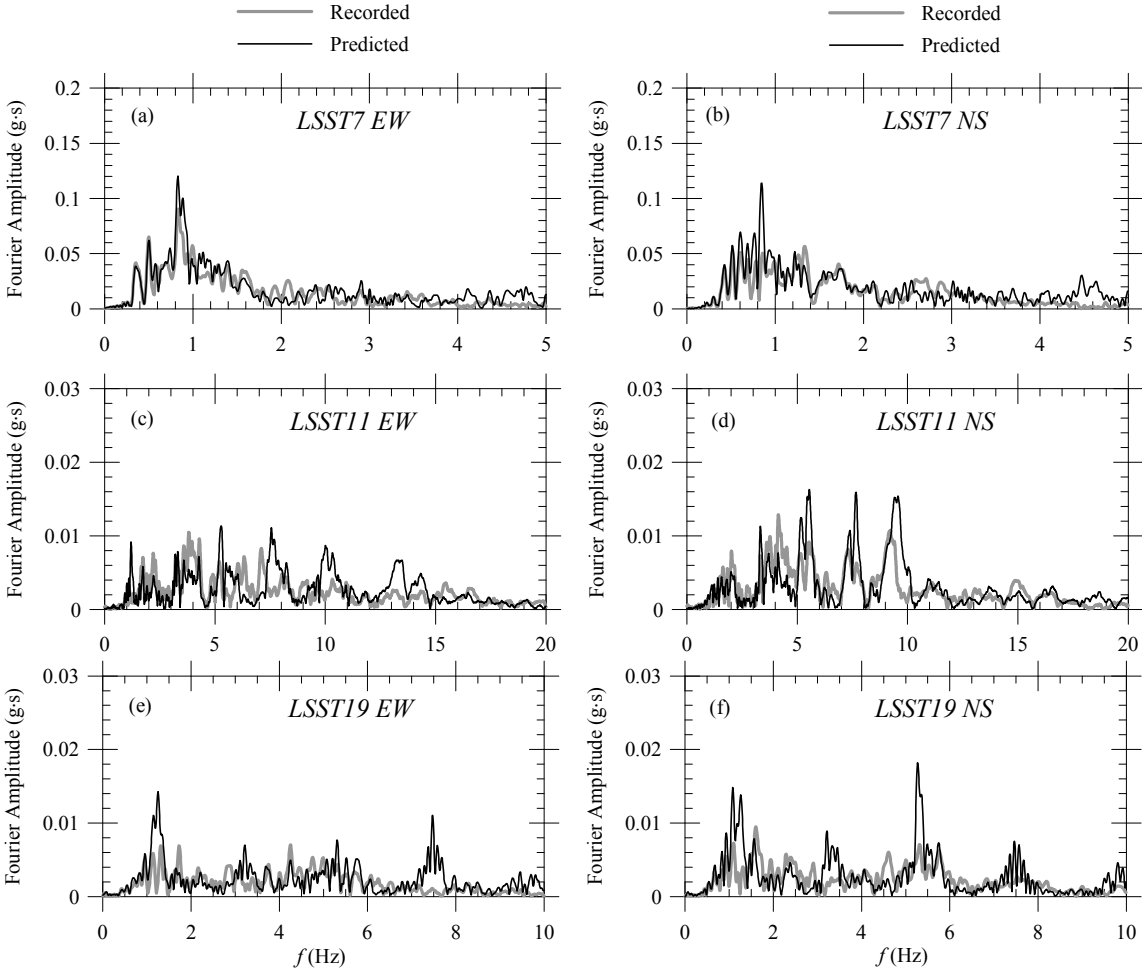 Recorded
Predicted
Recorded
Predicted
Fourier Amplitude (g·s)
0.2
0.15
0.1
0.05
0
(a)
LSST7 EW
0 1 2 3 4 5
Fourier Amplitude (g·s)
0.2
0.15
0.1
0.05
0
(b)
LSST7 NS
0 1 2 3 4 5
Fourier Amplitude (g·s)
0.03
0.02
0.01
0
(c)
LSST11 EW
0 5 10 15 20
Fourier Amplitude (g·s)
0.03
0.02
0.01
0
(d)
LSST11 NS
0 5 10 15 20
Fourier Amplitude (g·s)
0.03
0.02
0.01
0
(e)
LSST19 EW
0 2 4 6 8 10
f (Hz)
Fourier Amplitude (g·s)
0.03
0.02
0.01
0
(f)
LSST19 NS
0 2 4 6 8 10
f (Hz)